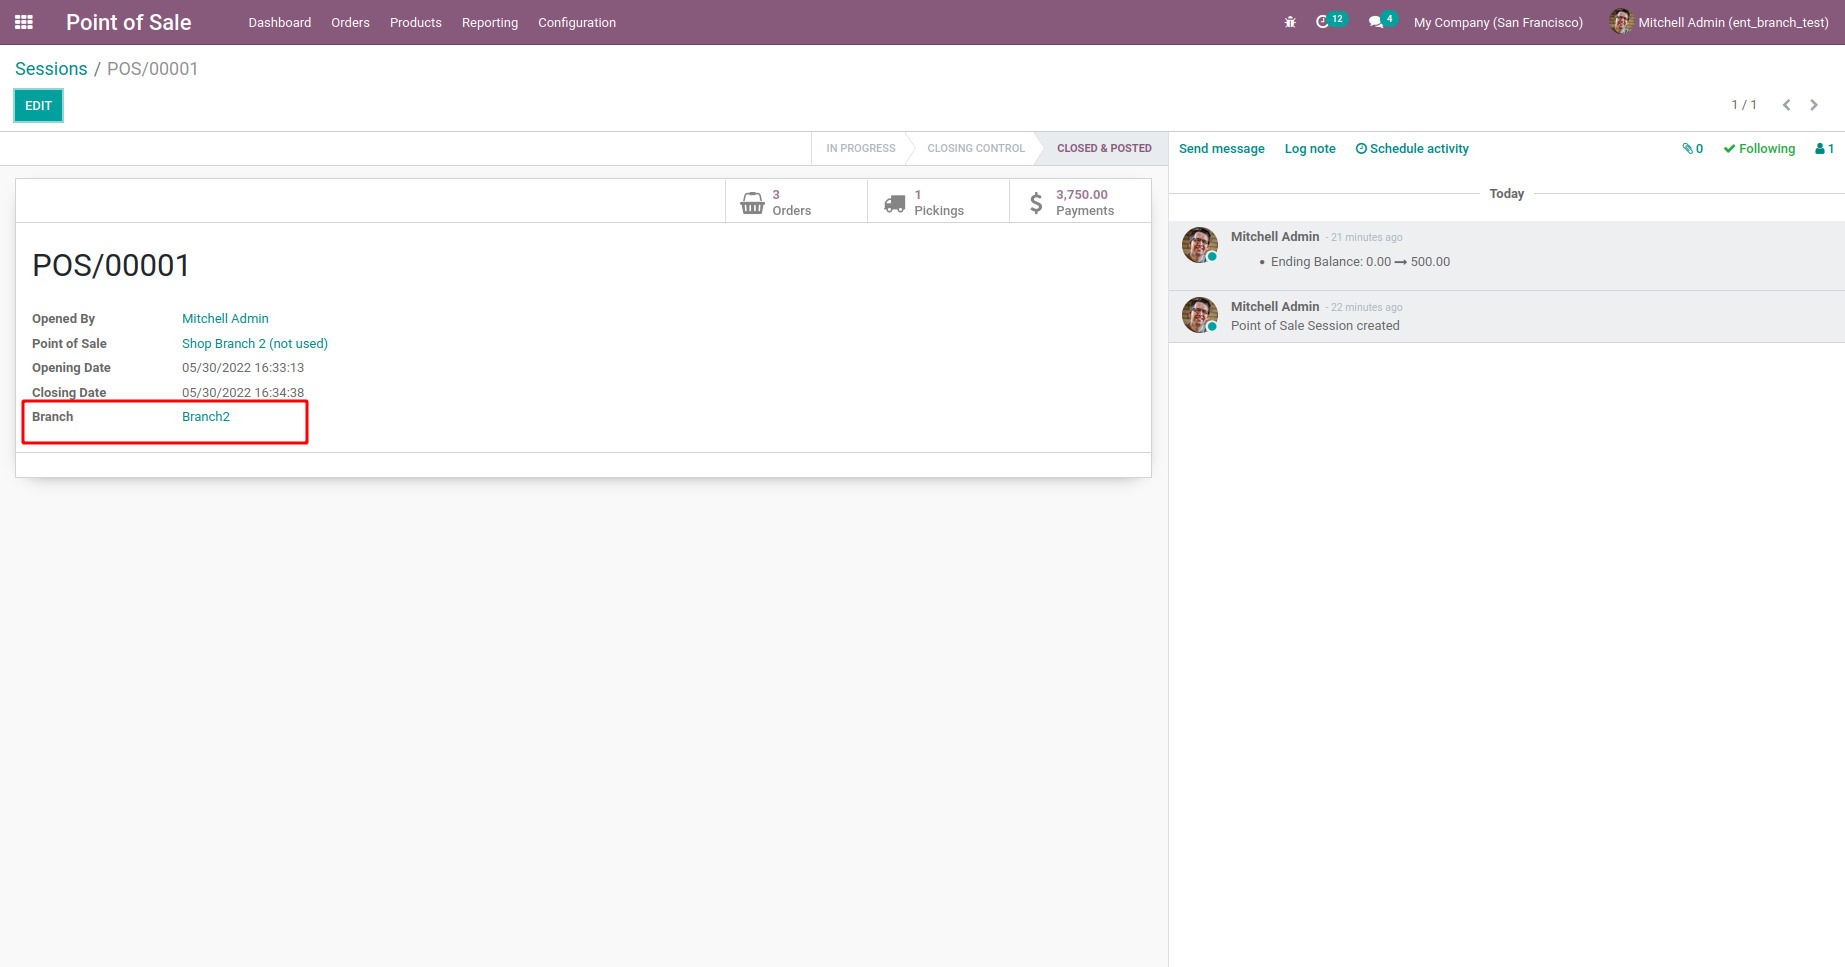 Point of Sale Dashboard Orders Products Reporting Configuration 12 4 My Company (San Francisco) Mitchell Admin (ent_branch_test)
Sessions / POS/00001
EDIT 1 / 1
IN PROGRESS CLOSING CONTROL CLOSED & POSTED
Send message Log note Schedule activity 0 Following 1
3
Orders
1
Pickings
3,750.00
Payments
POS/00001
Opened By Mitchell Admin
Point of Sale Shop Branch 2 (not used)
Opening Date 05/30/2022 16:33:13
Closing Date 05/30/2022 16:34:38
Branch Branch2
Today
Mitchell Admin - 21 minutes ago
• Ending Balance: 0.00 → 500.00
Mitchell Admin - 22 minutes ago
Point of Sale Session created